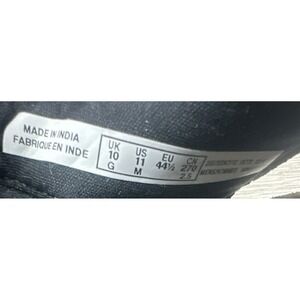 MADE IN INDIA
FABRIQUE EN INDE
UK US EU CN
10 11 44½ 270
G M 2.5